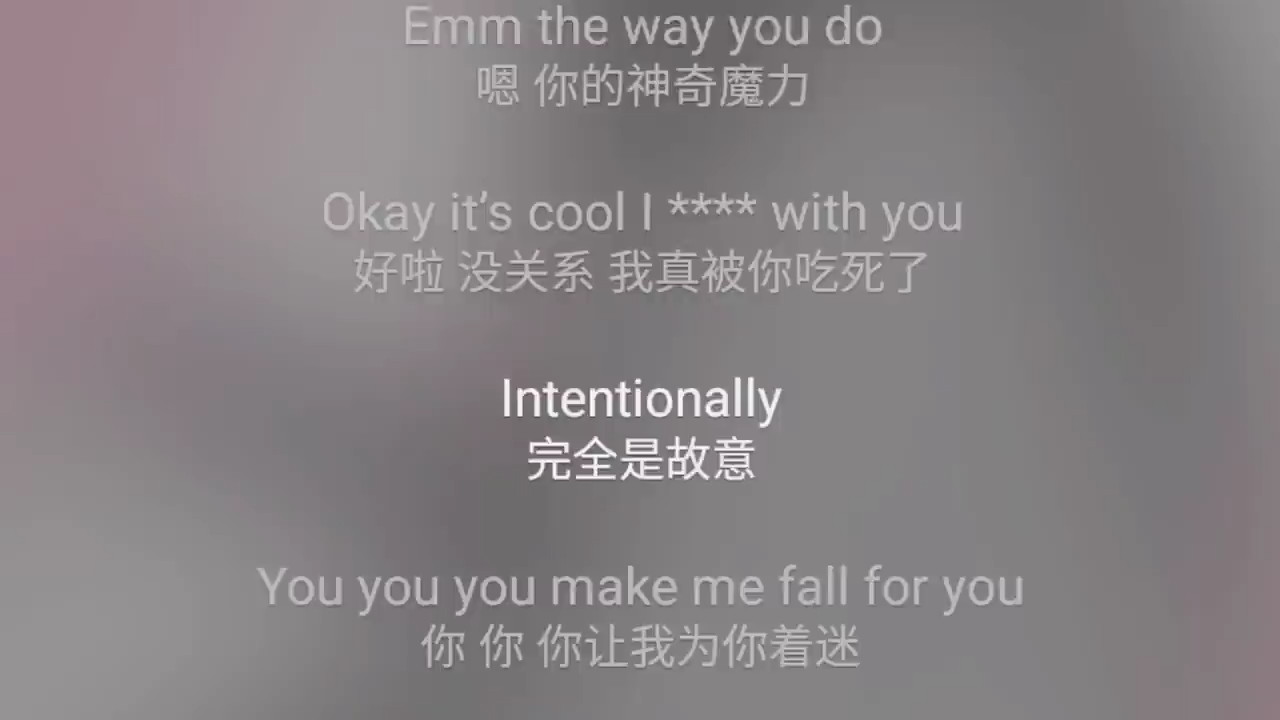 Emm the way you do
嗯 你的神奇魔力
Okay it’s cool I **** with you
好啦 没关系 我真被你吃死了
Intentionally
完全是故意
You you you make me fall for you
你 你 你让我为你着迷